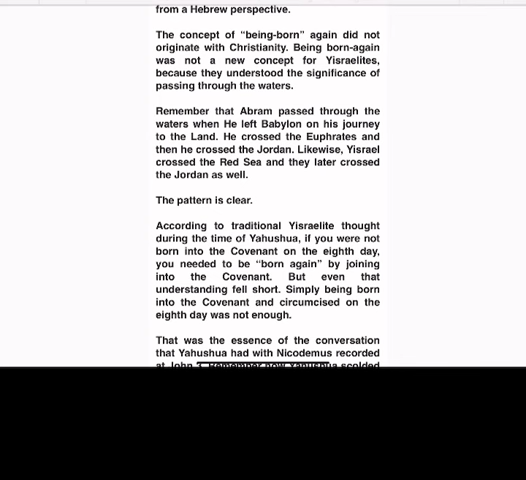 from a Hebrew perspective.
The concept of “being-born” again did not
originate with Christianity. Being born-again
was not a new concept for Yisraelites,
because they understood the significance of
passing through the waters.
Remember that Abram passed through the
waters when He left Babylon on his journey
to the Land. He crossed the Euphrates and
then he crossed the Jordan. Likewise, Yisrael
crossed the Red Sea and they later crossed
the Jordan as well.
The pattern is clear.
According to traditional Yisraelite thought
during the time of Yahushua, if you were not
born into the Covenant on the eighth day,
you needed to be “born again” by joining
into the Covenant. But even that
understanding fell short. Simply being born
into the Covenant and circumcised on the
eighth day was not enough.
That was the essence of the conversation
that Yahushua had with Nicodemus recorded
at John 3. Remember how Yahushua scolded